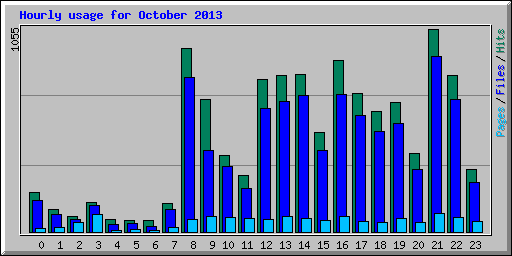 Hourly usage for October 2013
1055
Pages / Files / Hits
0 1 2 3 4 5 6 7 8 9 10 11 12 13 14 15 16 17 18 19 20 21 22 23